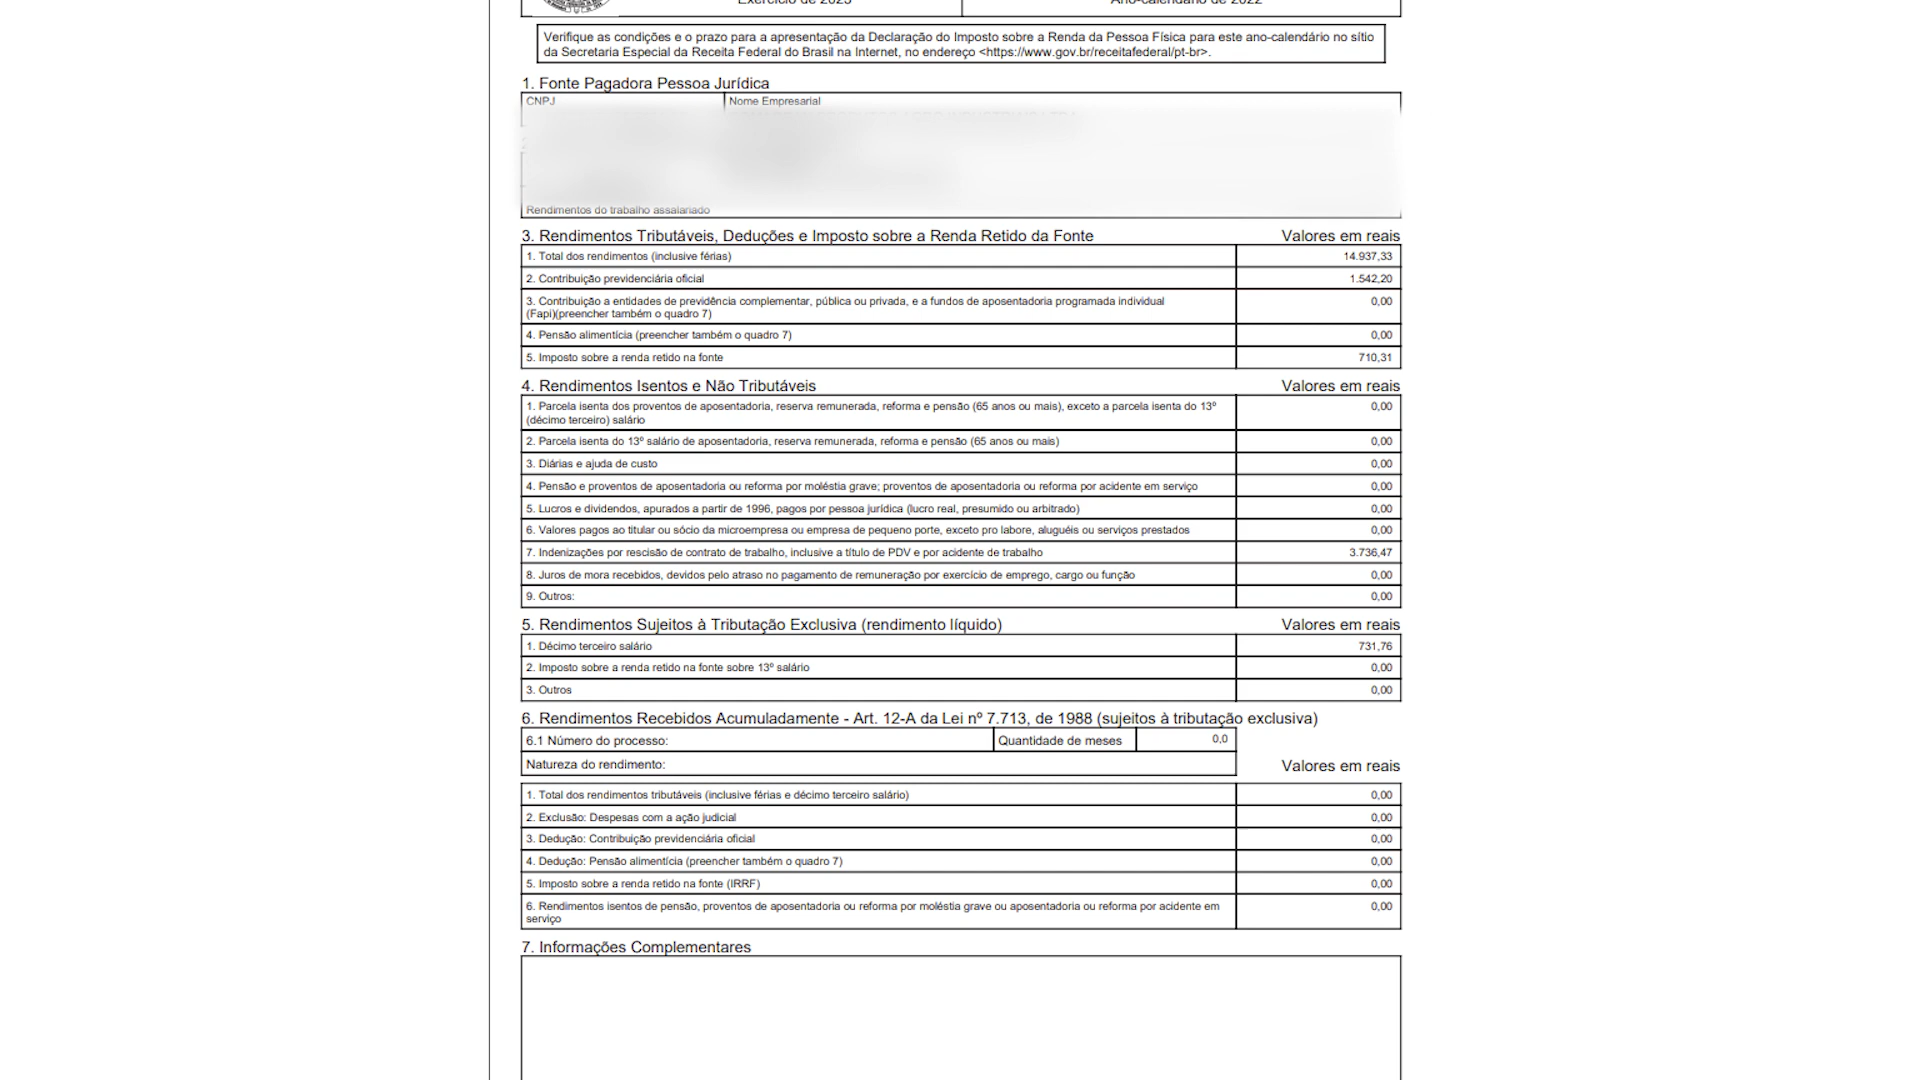 Exercício de 2023
Ano-calendário de 2022
Verifique as condições e o prazo para a apresentação da Declaração do Imposto sobre a Renda da Pessoa Física para este ano-calendário no sítio
da Secretaria Especial da Receita Federal do Brasil na Internet, no endereço <https://www.gov.br/receitafederal/pt-br>.
1. Fonte Pagadora Pessoa Jurídica
CNPJ
Nome Empresarial
Rendimentos do trabalho assalariado
3. Rendimentos Tributáveis, Deduções e Imposto sobre a Renda Retido da Fonte Valores em reais
1. Total dos rendimentos (inclusive férias) 14.937,33
2. Contribuição previdenciária oficial 1.542,20
3. Contribuição a entidades de previdência complementar, pública ou privada, e a fundos de aposentadoria programada individual 0,00
(Fapi)(preencher também o quadro 7)
4. Pensão alimentícia (preencher também o quadro 7) 0,00
5. Imposto sobre a renda retido na fonte 710,31
4. Rendimentos Isentos e Não Tributáveis Valores em reais
1. Parcela isenta dos proventos de aposentadoria, reserva remunerada, reforma e pensão (65 anos ou mais), exceto a parcela isenta do 13º 0,00
(décimo terceiro) salário
2. Parcela isenta do 13º salário de aposentadoria, reserva remunerada, reforma e pensão (65 anos ou mais) 0,00
3. Diárias e ajuda de custo 0,00
4. Pensão e proventos de aposentadoria ou reforma por moléstia grave; proventos de aposentadoria ou reforma por acidente em serviço 0,00
5. Lucros e dividendos, apurados a partir de 1996, pagos por pessoa jurídica (lucro real, presumido ou arbitrado) 0,00
6. Valores pagos ao titular ou sócio da microempresa ou empresa de pequeno porte, exceto pro labore, aluguéis ou serviços prestados 0,00
7. Indenizações por rescisão de contrato de trabalho, inclusive a título de PDV e por acidente de trabalho 3.736,47
8. Juros de mora recebidos, devidos pelo atraso no pagamento de remuneração por exercício de emprego, cargo ou função 0,00
9. Outros: 0,00
5. Rendimentos Sujeitos à Tributação Exclusiva (rendimento líquido) Valores em reais
1. Décimo terceiro salário 731,76
2. Imposto sobre a renda retido na fonte sobre 13º salário 0,00
3. Outros 0,00
6. Rendimentos Recebidos Acumuladamente - Art. 12-A da Lei nº 7.713, de 1988 (sujeitos à tributação exclusiva)
6.1 Número do processo: Quantidade de meses 0,0
Natureza do rendimento: Valores em reais
1. Total dos rendimentos tributáveis (inclusive férias e décimo terceiro salário) 0,00
2. Exclusão: Despesas com a ação judicial 0,00
3. Dedução: Contribuição previdenciária oficial 0,00
4. Dedução: Pensão alimentícia (preencher também o quadro 7) 0,00
5. Imposto sobre a renda retido na fonte (IRRF) 0,00
6. Rendimentos isentos de pensão, proventos de aposentadoria ou reforma por moléstia grave ou aposentadoria ou reforma por acidente em 0,00
serviço
7. Informações Complementares